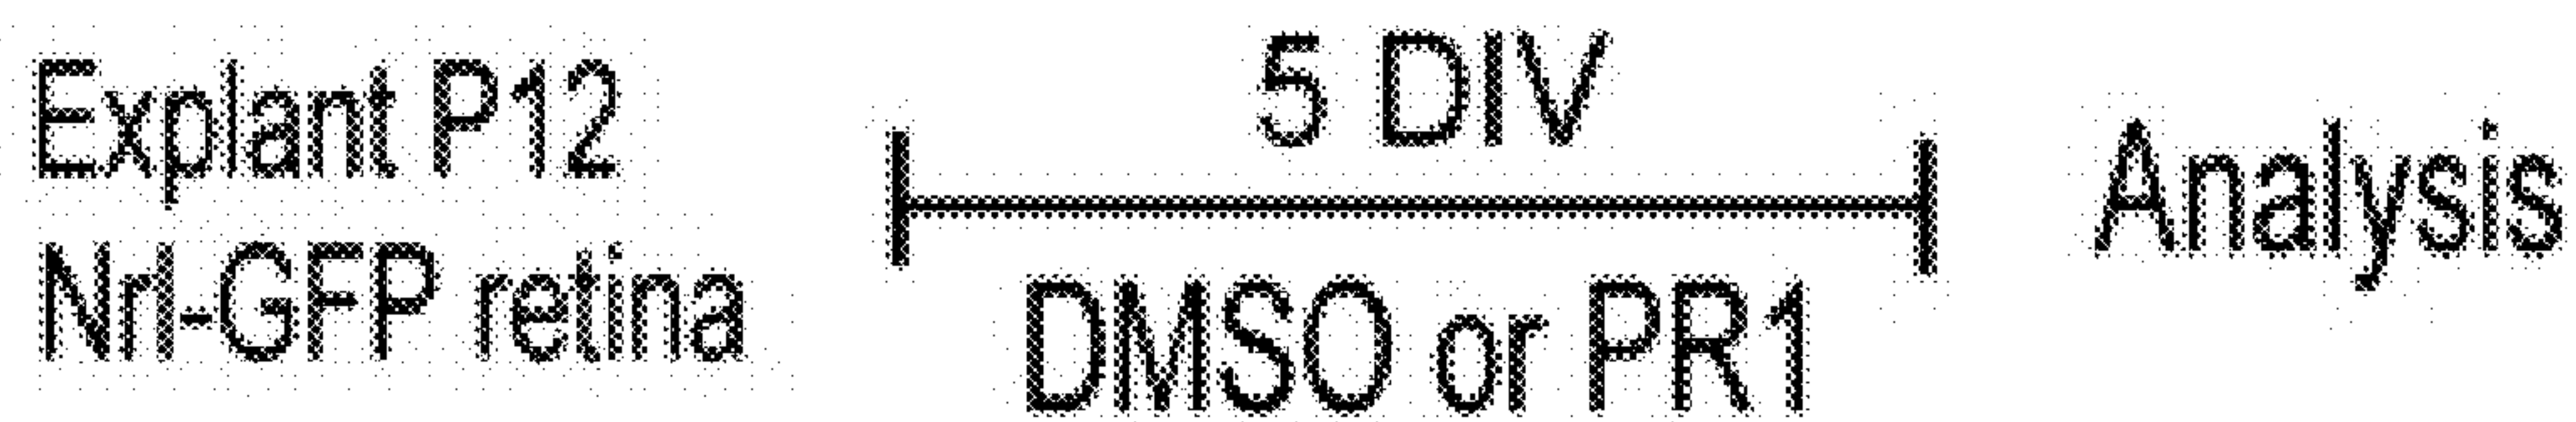 Explant P12
Nrl-GFP retina
5 DIV
DMSO or PR1
Analysis